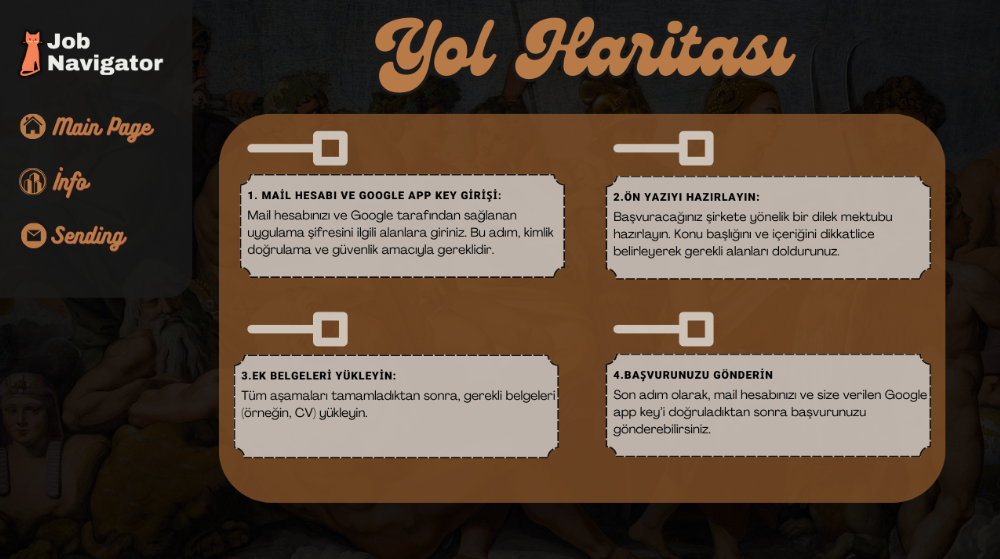 Job
Navigator
Main Page
İnfo
Sending
Yol Haritası
1. MAİL HESABI VE GOOGLE APP KEY GİRİŞİ:
Mail hesabınızı ve Google tarafından sağlanan
uygulama şifresini ilgili alanlara giriniz. Bu adım, kimlik
doğrulama ve güvenlik amacıyla gereklidir.
2.ÖN YAZIYI HAZIRLAYIN:
Başvuracağınız şirkete yönelik bir dilek mektubu
hazırlayın. Konu başlığını ve içeriğini dikkatlice
belirleyerek gerekli alanları doldurunuz.
3.EK BELGELERİ YÜKLEYİN:
Tüm aşamaları tamamladıktan sonra, gerekli belgeleri
(örneğin, CV) yükleyin.
4.BAŞVURUNUZU GÖNDERİN
Son adım olarak, mail hesabınızı ve size verilen Google
app key'i doğruladıktan sonra başvurunuzu
gönderebilirsiniz.